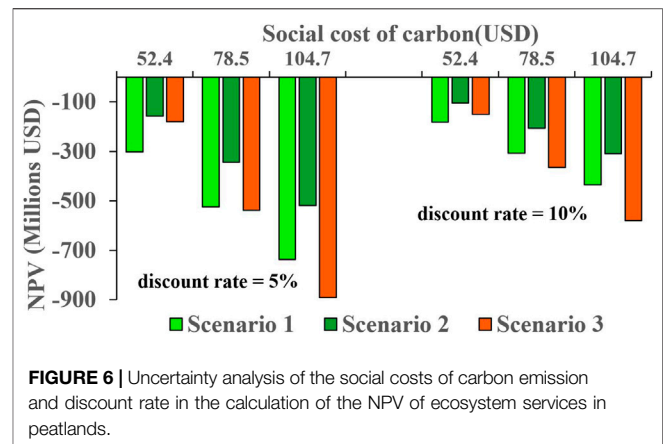 Social cost of carbon(USD)
52.4 78.5 104.7 52.4 78.5 104.7
NPV (Millions USD)
-100
-300
-500
-700
-900
discount rate = 10%
discount rate = 5%
Scenario 1 Scenario 2 Scenario 3
FIGURE 6 | Uncertainty analysis of the social costs of carbon emission
and discount rate in the calculation of the NPV of ecosystem services in
peatlands.